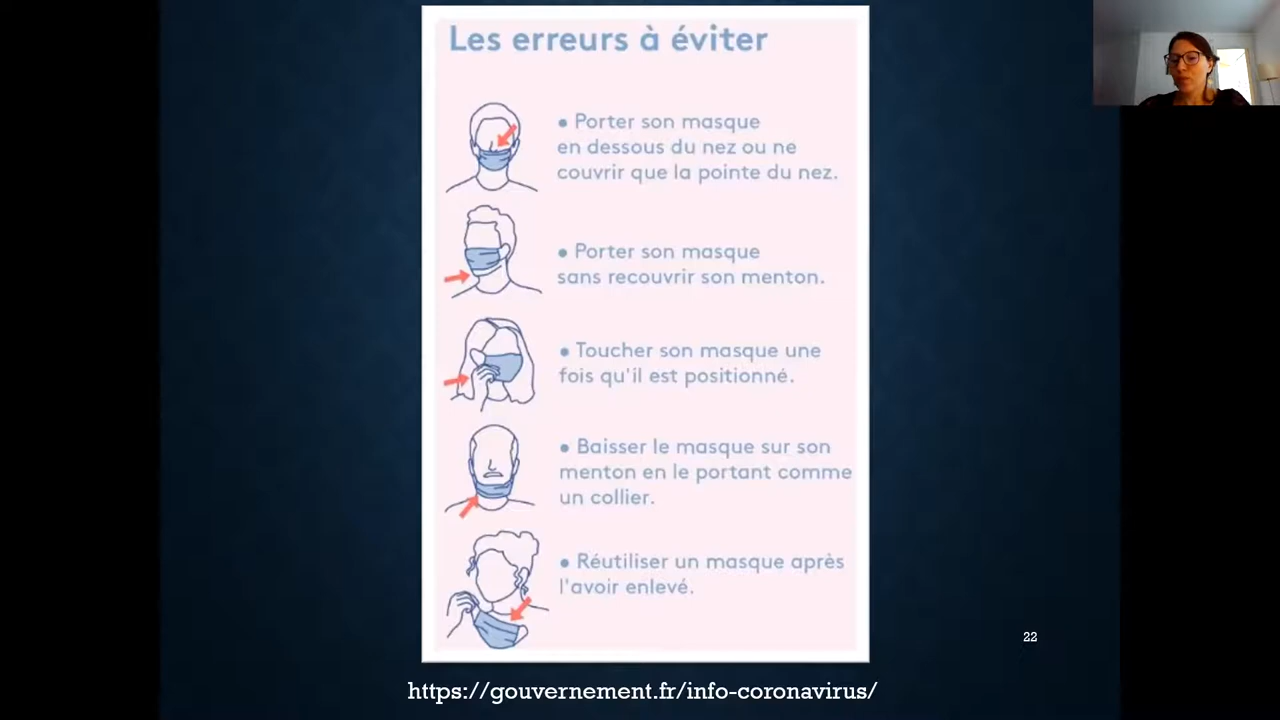 Les erreurs à éviter
● Porter son masque
en dessous du nez ou ne
couvrir que la pointe du nez.
● Porter son masque
sans recouvrir son menton.
● Toucher son masque une
fois qu'il est positionné.
● Baisser le masque sur son
menton en le portant comme
un collier.
● Réutiliser un masque après
l'avoir enlevé.
22
https://gouvernement.fr/info-coronavirus/